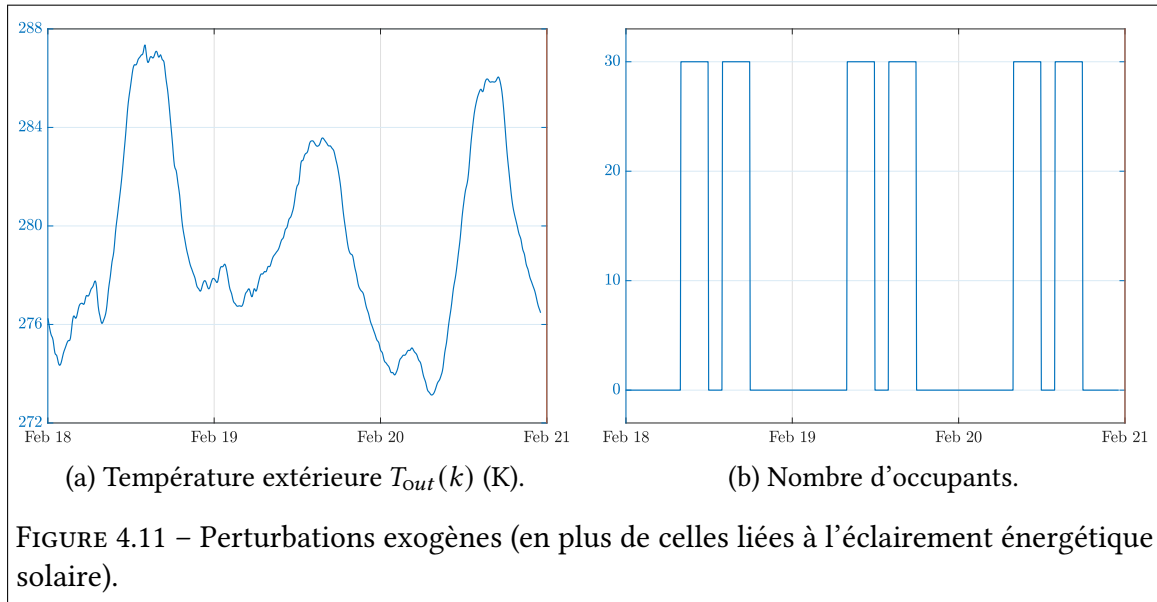 288
284
280
276
272
Feb 18
Feb 19
Feb 20
Feb 21
(a) Température extérieure T_out(k) (K).
30
20
10
0
Feb 18
Feb 19
Feb 20
Feb 21
(b) Nombre d'occupants.
FIGURE 4.11 – Perturbations exogènes (en plus de celles liées à l'éclairement énergétique
solaire).